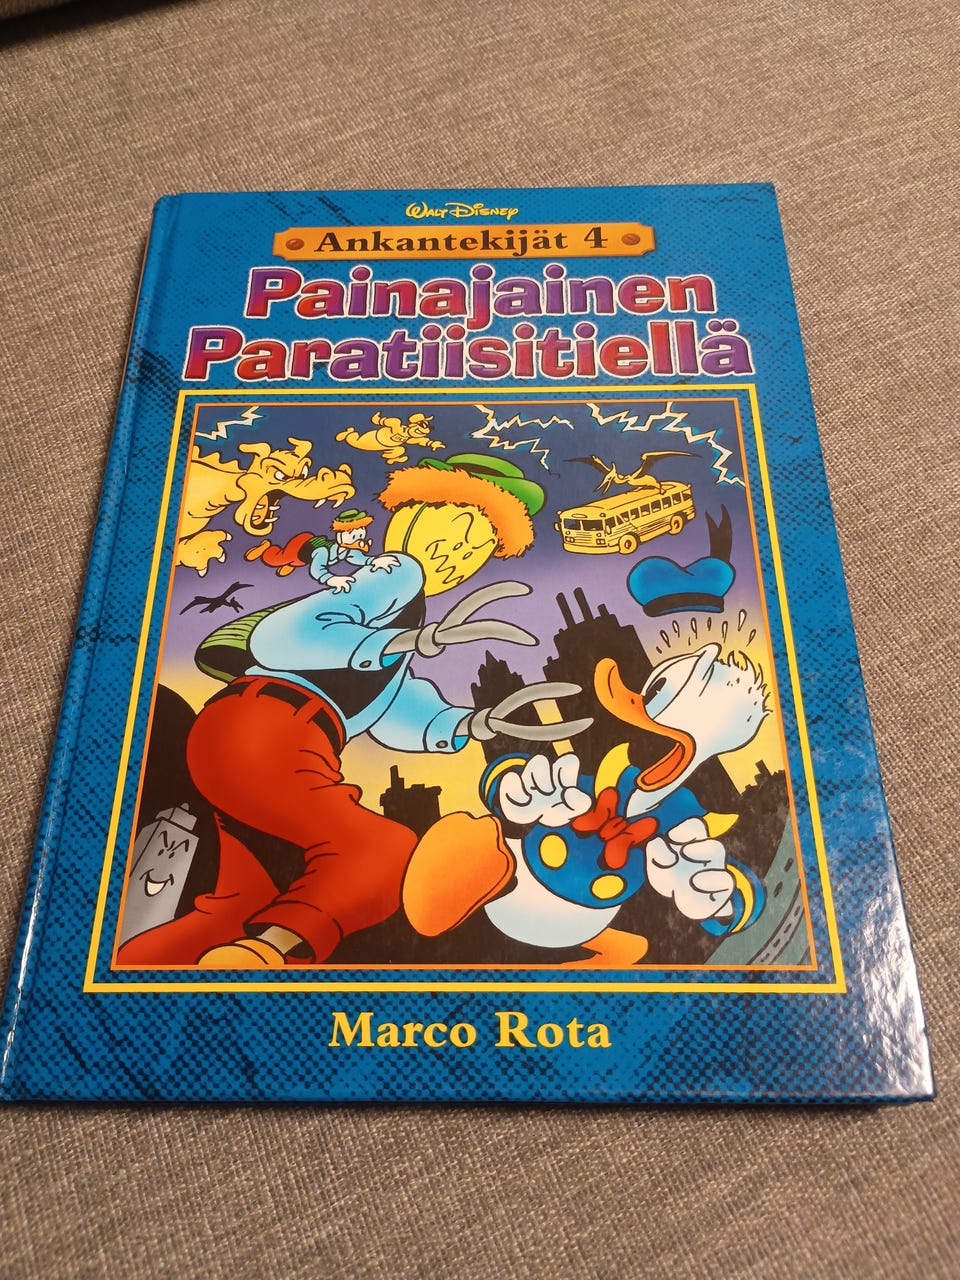 Walt Disney
Ankantekijät 4
Painajainen
Paratiisitiellä
Marco Rota